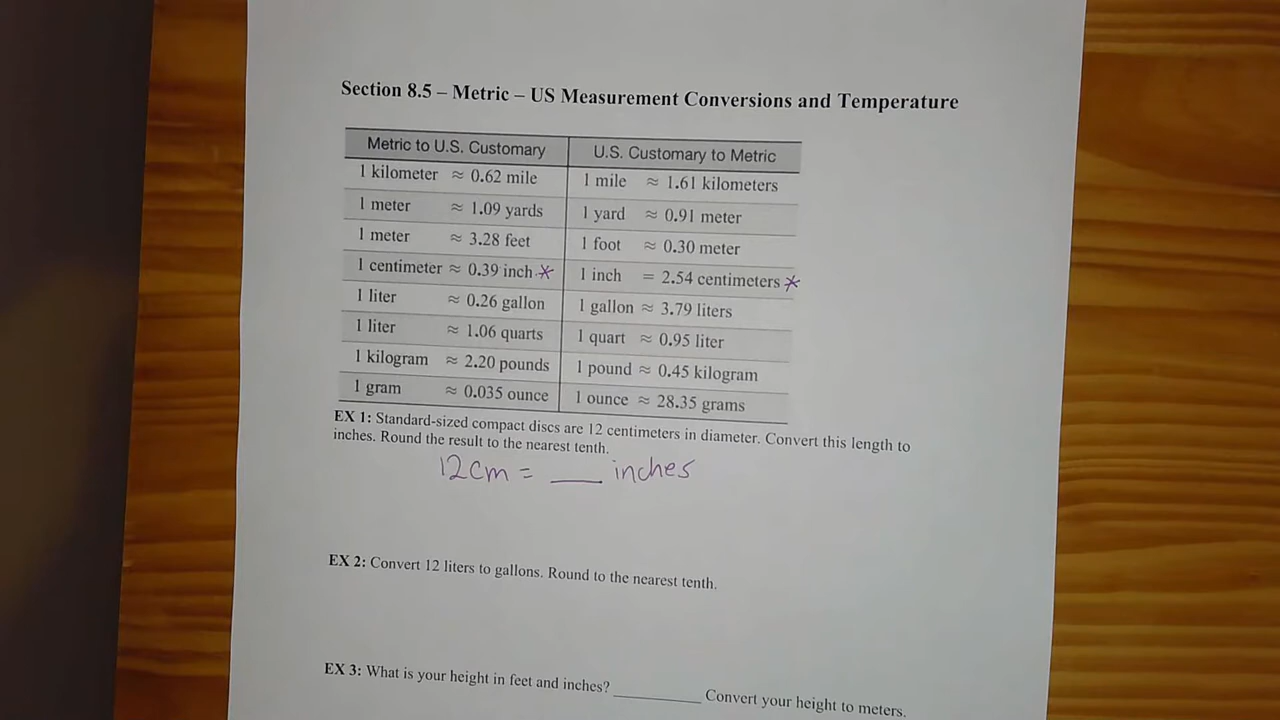 Section 8.5 – Metric – US Measurement Conversions and Temperature
Metric to U.S. Customary U.S. Customary to Metric
1 kilometer ≈ 0.62 mile 1 mile ≈ 1.61 kilometers
1 meter ≈ 1.09 yards 1 yard ≈ 0.91 meter
1 meter ≈ 3.28 feet 1 foot ≈ 0.30 meter
1 centimeter ≈ 0.39 inch * 1 inch = 2.54 centimeters *
1 liter ≈ 0.26 gallon 1 gallon ≈ 3.79 liters
1 liter ≈ 1.06 quarts 1 quart ≈ 0.95 liter
1 kilogram ≈ 2.20 pounds 1 pound ≈ 0.45 kilogram
1 gram ≈ 0.035 ounce 1 ounce ≈ 28.35 grams
EX 1: Standard-sized compact discs are 12 centimeters in diameter. Convert this length to
inches. Round the result to the nearest tenth.
12cm = ___ inches
EX 2: Convert 12 liters to gallons. Round to the nearest tenth.
EX 3: What is your height in feet and inches? __________ Convert your height to meters.